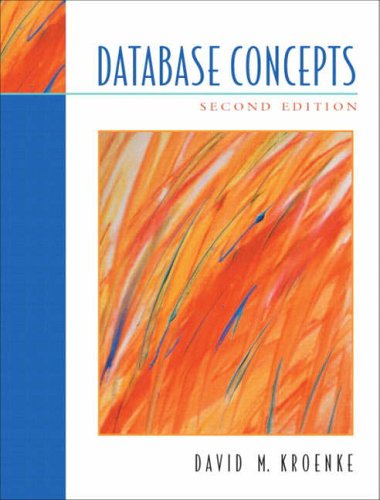 DATABASE CONCEPTS
SECOND EDITION
DAVID M. KROENKE